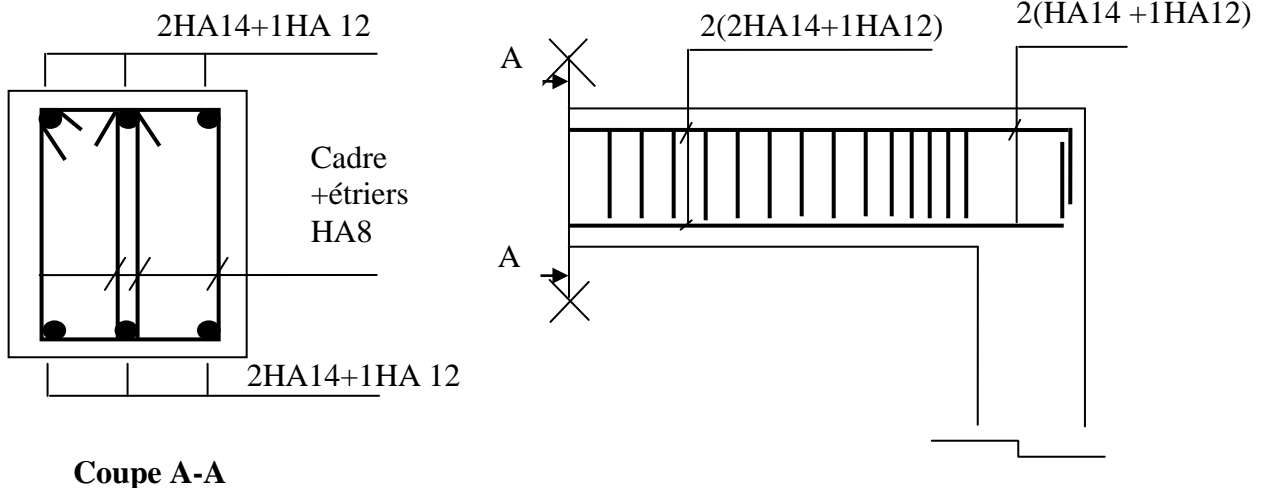 2HA14+1HA 12
2(2HA14+1HA12)
2(HA14 +1HA12)
A
Cadre
+étriers
HA8
A
2HA14+1HA 12
Coupe A-A